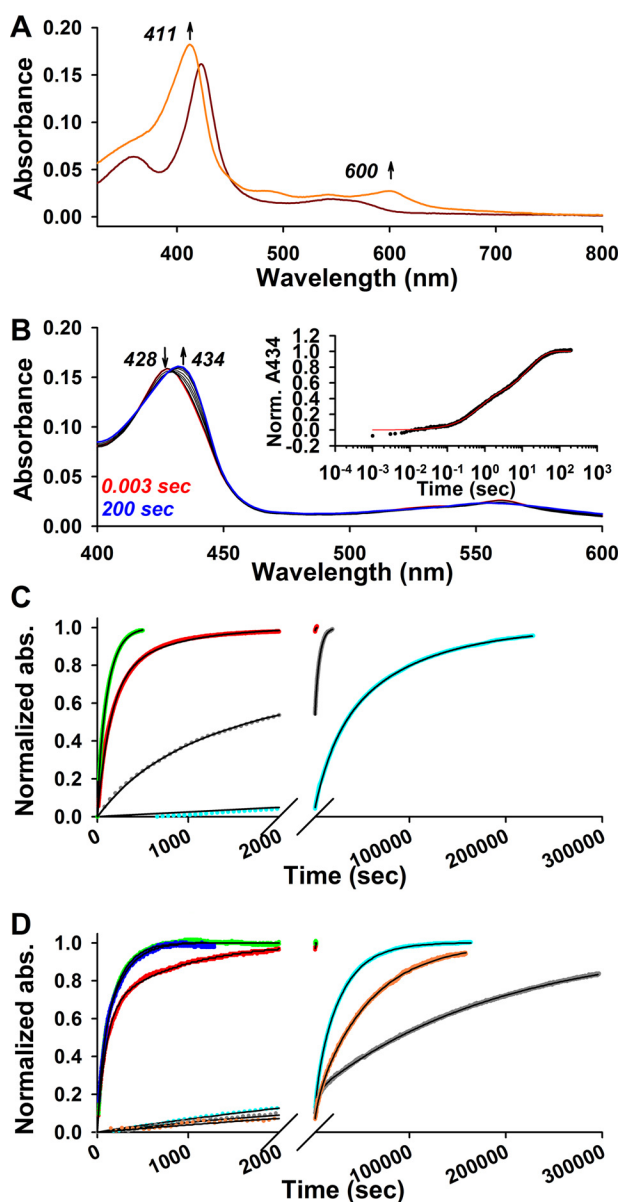 A
411
600
Absorbance
0.20
0.15
0.10
0.05
0.00
400 500 600 700 800
Wavelength (nm)
B
428 434
Absorbance
0.20
0.15
0.10
0.05
0.00
0.003 sec
200 sec
Norm. A434
1.2
1.0
0.8
0.6
0.4
0.2
0.0
-0.2
10-4 10-3 10-2 10-1 100 101 102 103
Time (sec)
400 450 500 550 600
Wavelength (nm)
C
Normalized abs.
1.0
0.8
0.6
0.4
0.2
0.0
0 1000 2000 100000 200000 300000
Time (sec)
D
Normalized abs.
1.0
0.8
0.6
0.4
0.2
0.0
0 1000 2000 100000 200000 300000
Time (sec)